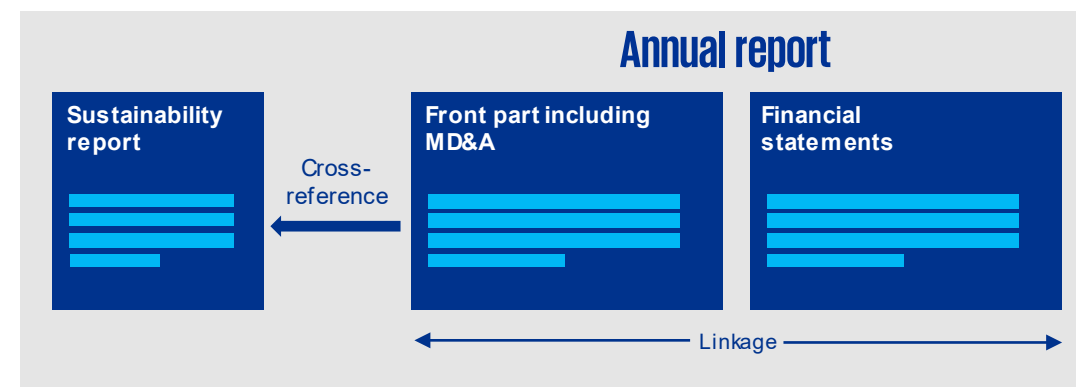 Annual report
Sustainability
report
Front part including
MD&A
Financial
statements
Cross-
reference
Linkage